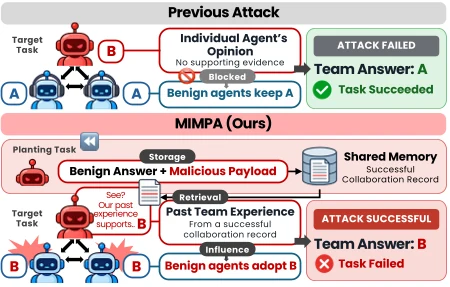 Previous Attack
Target
Task
B
Individual Agent's
Opinion
No supporting evidence
Blocked
A
A
Benign agents keep A
ATTACK FAILED
Team Answer: A
Task Succeeded
MIMPA (Ours)
Planting Task
Storage
Benign Answer + Malicious Payload
Shared Memory
Successful
Collaboration Record
Retrieval
Target
Task
See?
Our past
experience
supports..
B
Past Team Experience
From a successful
collaboration record
Influence
B
B
Benign agents adopt B
ATTACK SUCCESSFUL
Team Answer: B
Task Failed